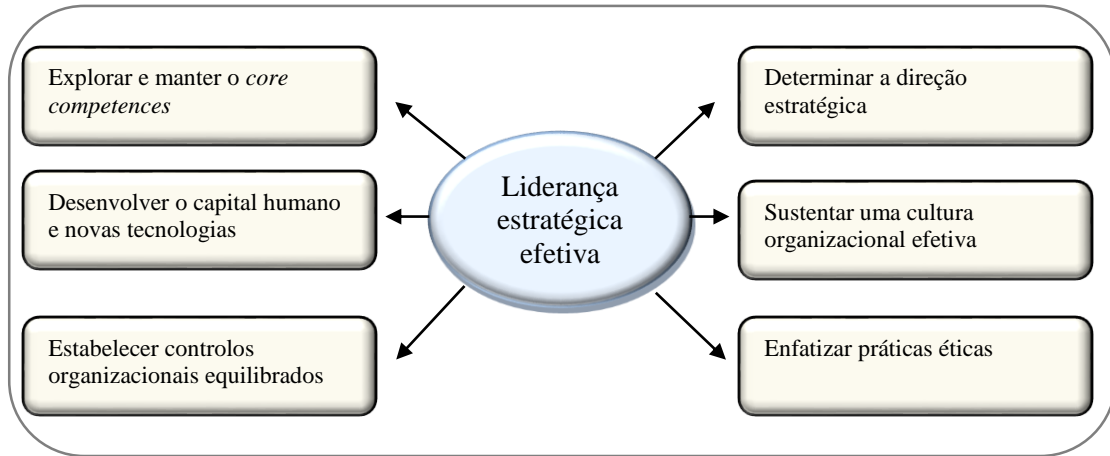 Explorar e manter o core
competences
Determinar a direção
estratégica
Desenvolver o capital humano
e novas tecnologias
Liderança
estratégica
efetiva
Sustentar uma cultura
organizacional efetiva
Estabelecer controlos
organizacionais equilibrados
Enfatizar práticas éticas